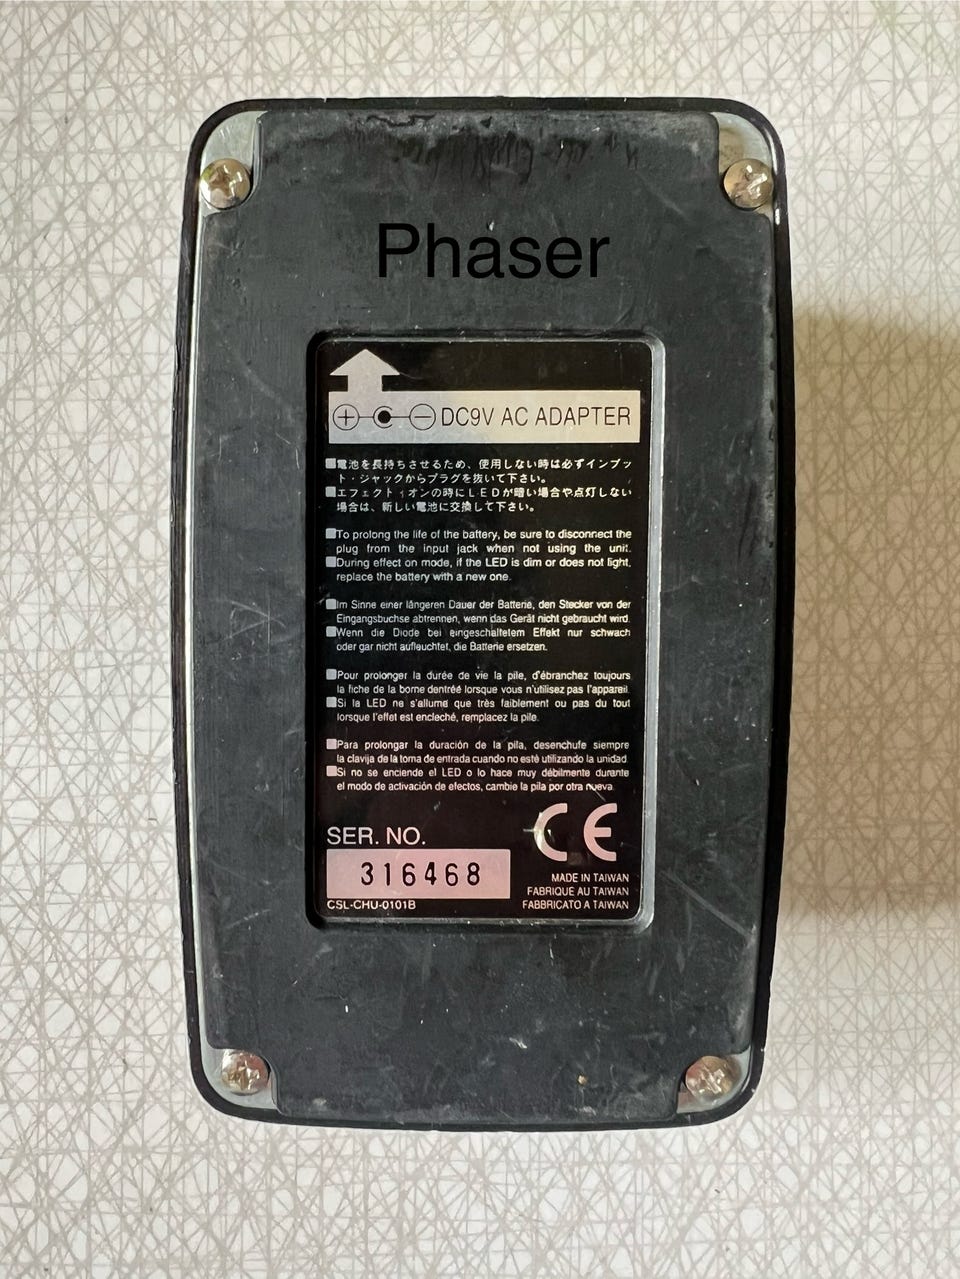 Phaser
DC9V AC ADAPTER
■電池を長持ちさせるため、使用しない時は必ずインプッ
ト・ジャックからプラグを抜いて下さい。
■エフェクトィオンの時にLEDが暗い場合や点灯しない
場合は、新しい電池に交換して下さい。
■To prolong the life of the battery, be sure to disconnect the
plug from the input jack when not using the unit.
■During effect on mode, if the LED is dim or does not light,
replace the battery with a new one.
■Im Sinne einer längeren Dauer der Batterie, den Stecker von der
Eingangsbuchse abtrennen, wenn das Gerät nicht gebraucht wird.
■Wenn die Diode bei eingeschaltetem Effekt nur schwach
oder gar nicht aufleuchtet, die Batterie ersetzen.
■Pour prolonger la durée de vie la pile, d'ébranchez toujours
la fiche de la borne dentréé lorsque vous n'utilisez pas l'appareil.
■Si la LED ne s'allume que très faiblement ou pas du tout
lorsque l'effet est encleché, remplacez la pile.
■Para prolongar la duración de la pila, desenchufe siempre
la clavija de la toma de entrada cuando no esté utilizando la unidad.
■Si no se enciende el LED o lo hace muy débilmente durante
el modo de activación de efectos, cambie la pila por otra nueva.
CE
SER. NO.
316468
CSL-CHU-0101B
MADE IN TAIWAN
FABRIQUE AU TAIWAN
FABBRICATO A TAIWAN